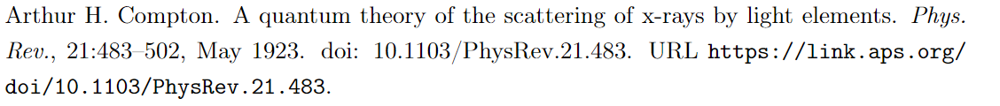 Arthur H. Compton. A quantum theory of the scattering of x-rays by light elements. Phys.
Rev., 21:483–502, May 1923. doi: 10.1103/PhysRev.21.483. URL https://link.aps.org/
doi/10.1103/PhysRev.21.483.